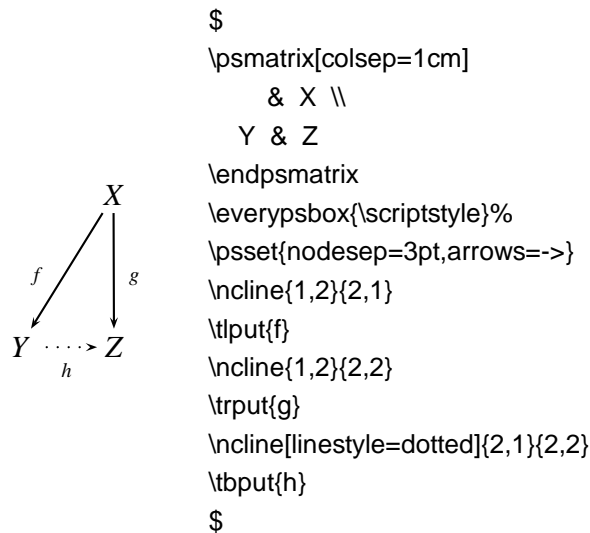 X
f g
Y Z
h
$
\psmatrix[colsep=1cm]
& X \\
Y & Z
\endpsmatrix
\everypsbox{\scriptstyle}%
\psset{nodesep=3pt,arrows=->}
\ncline{1,2}{2,1}
\tlput{f}
\ncline{1,2}{2,2}
\trput{g}
\ncline[linestyle=dotted]{2,1}{2,2}
\tbput{h}
$